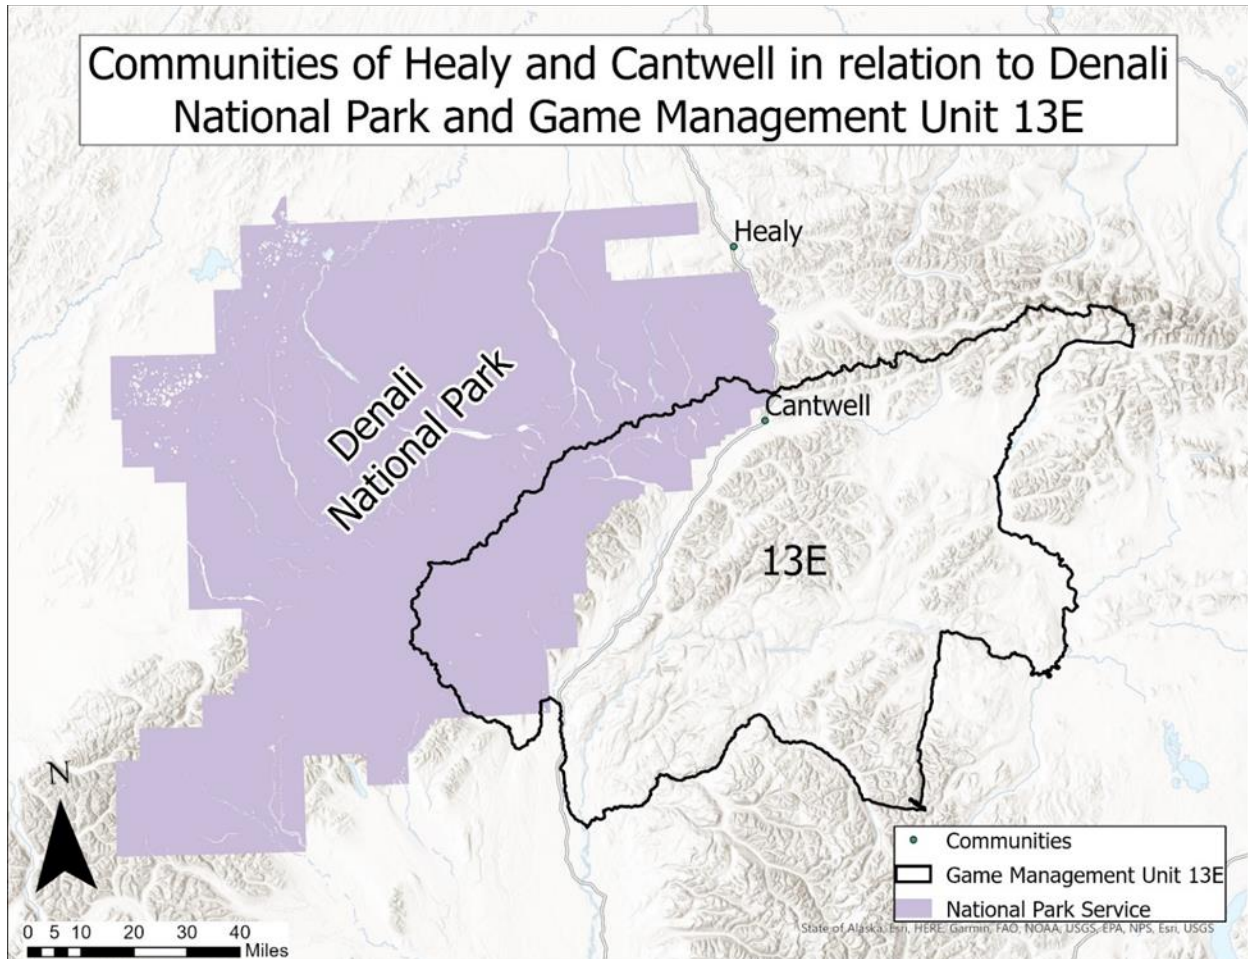 Communities of Healy and Cantwell in relation to Denali
National Park and Game Management Unit 13E
Healy
Denali
National Park
Cantwell
13E
N
Communities
Game Management Unit 13E
National Park Service
State of Alaska, Esri, HERE, Garmin, FAO, NOAA, USGS, EPA, NPS, Esri, USGS
0 5 10 20 30 40
Miles